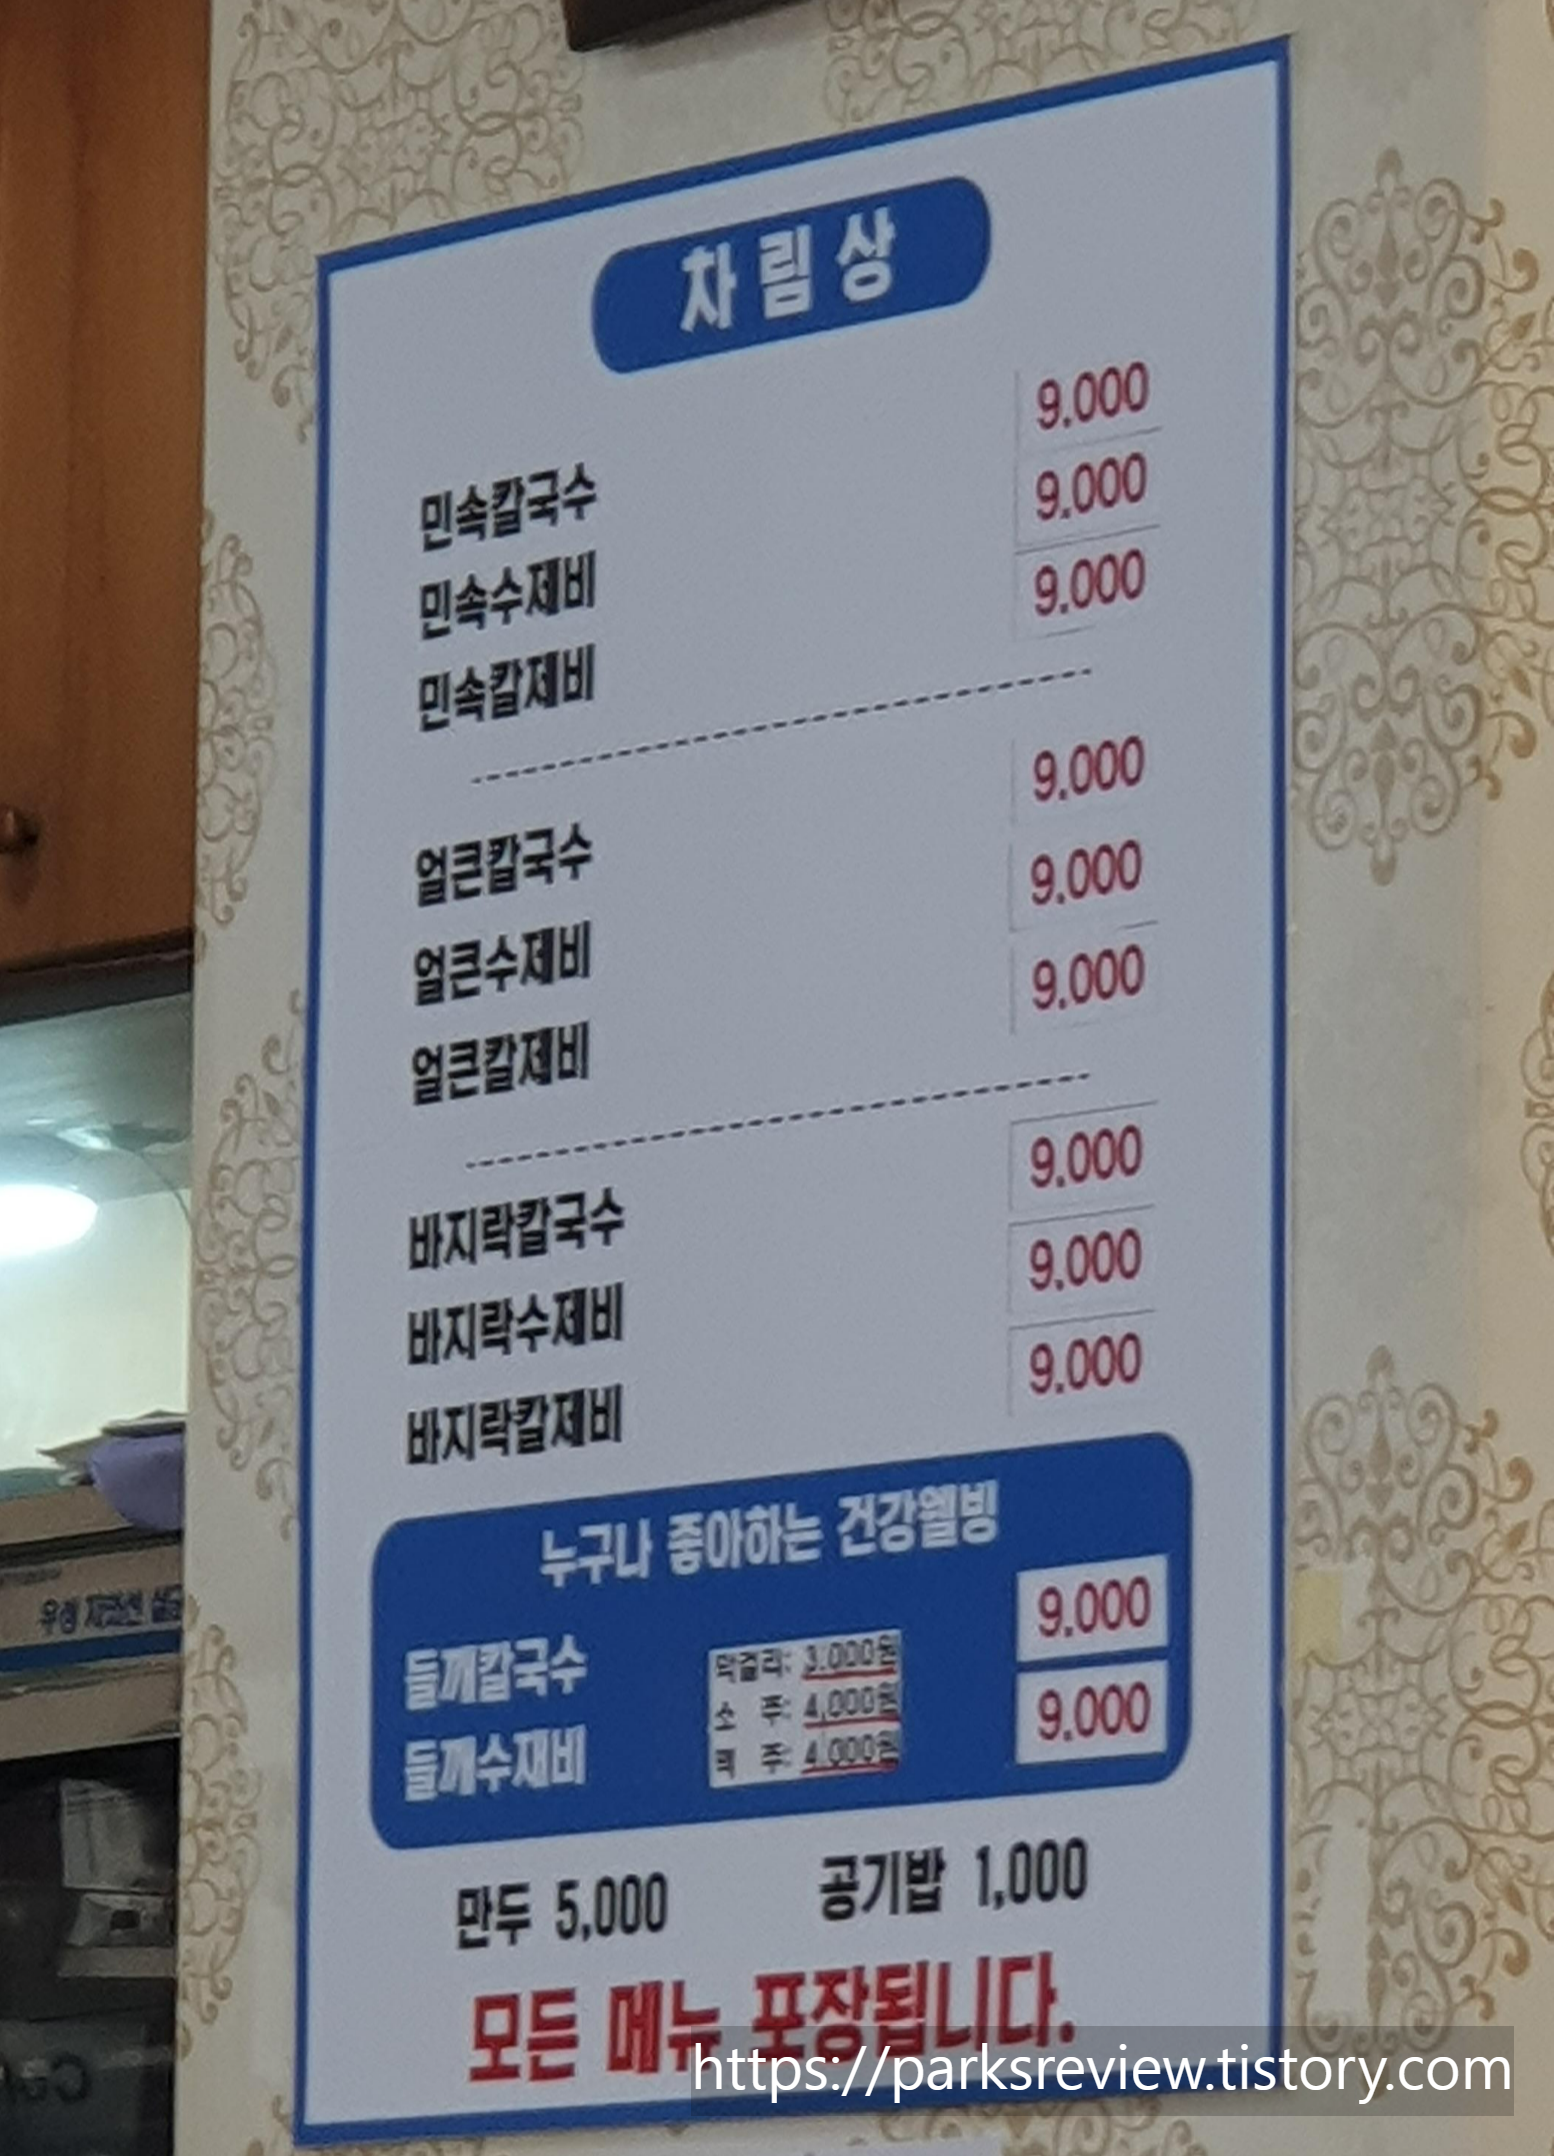 차림상
민속칼국수 9,000
민속수제비 9,000
민속칼제비 9,000
얼큰칼국수 9,000
얼큰수제비 9,000
얼큰칼제비 9,000
바지락칼국수 9,000
바지락수제비 9,000
바지락칼제비 9,000
누구나 좋아하는 건강웰빙
들깨칼국수 9,000
들깨수재비 9,000
막걸리: 3.000원
소 주: 4,000원
맥 주: 4.000원
만두 5,000 공기밥 1,000
모든 메뉴 포장됩니다.
https://parksreview.tistory.com